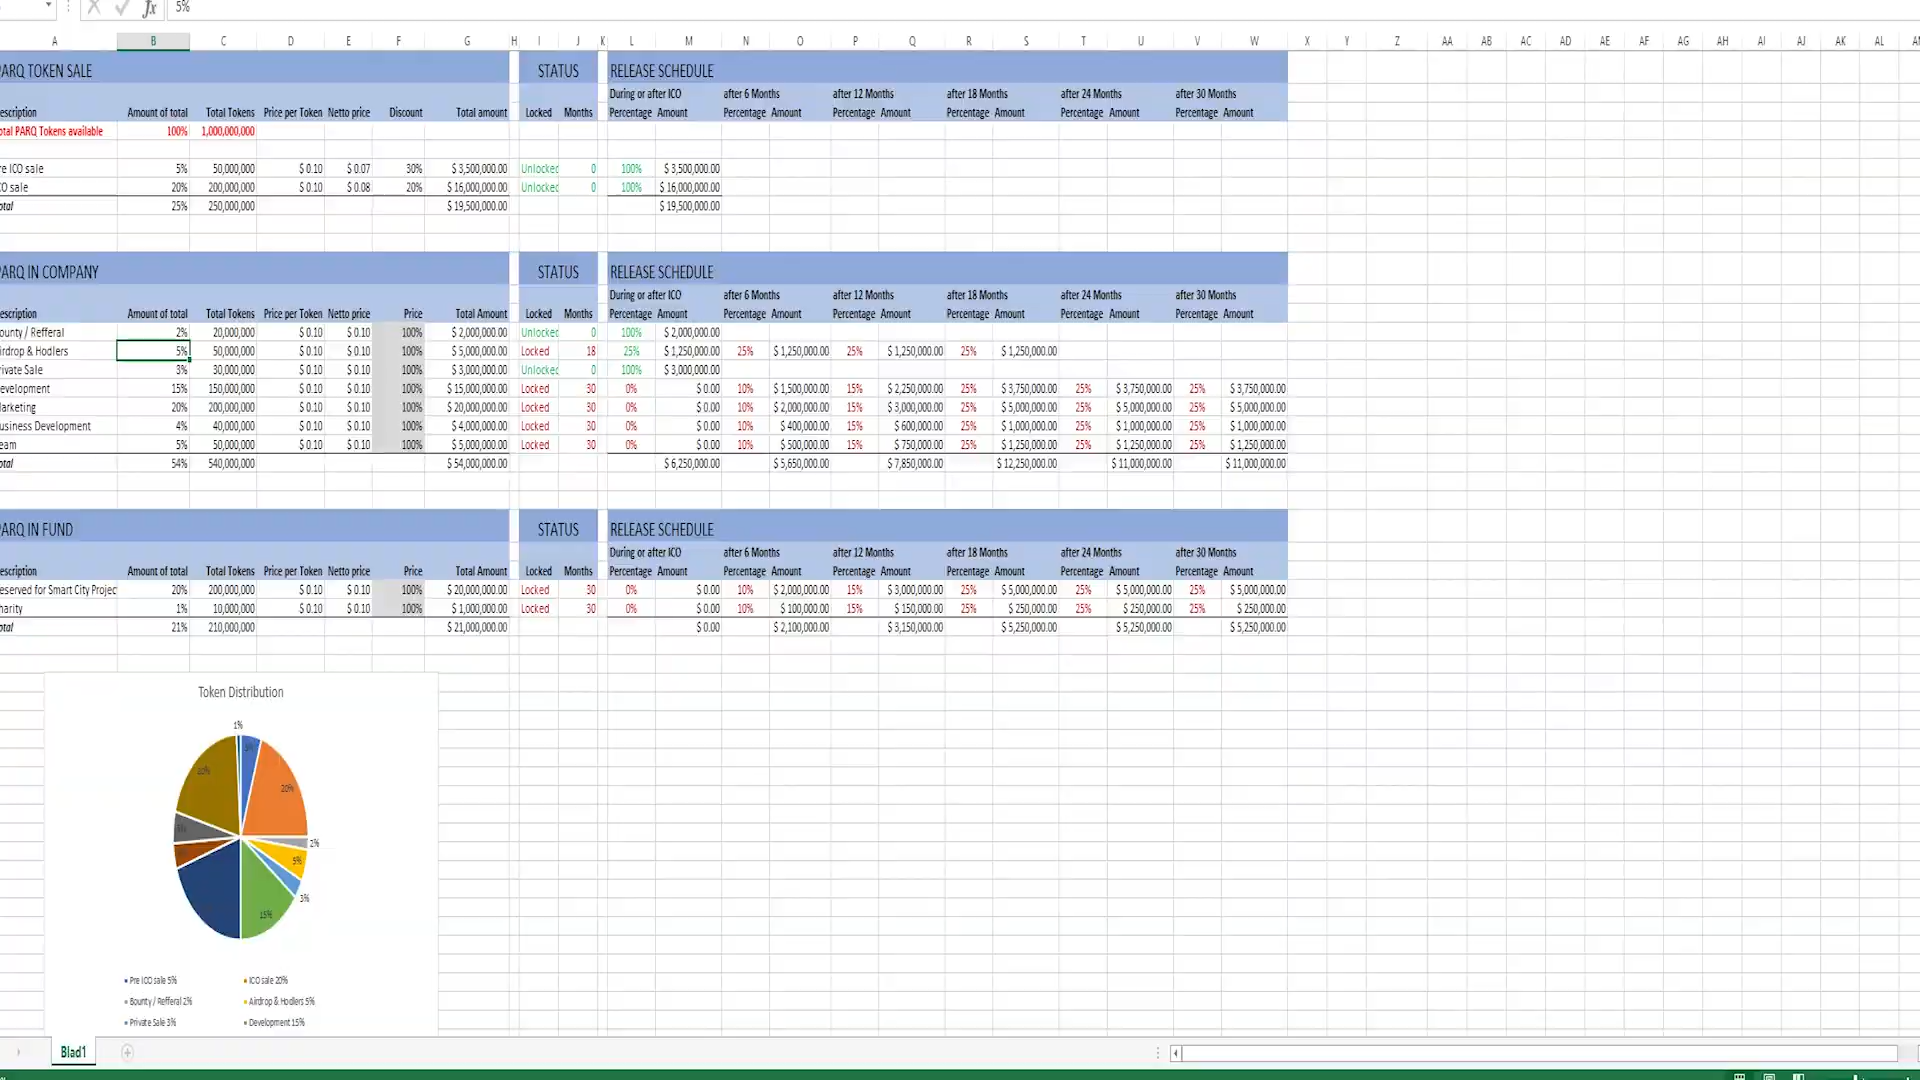 5%
A B C D E F G H I J K L M N O P Q R S T U V W X Y Z AA AB AC AD AE AF AG AH AI AJ AK AL
ARQ TOKEN SALE STATUS RELEASE SCHEDULE
During or after ICO after 6 Months after 12 Months after 18 Months after 24 Months after 30 Months
escription Amount of total Total Tokens Price per Token Netto price Discount Total amount Locked Months Percentage Amount Percentage Amount Percentage Amount Percentage Amount Percentage Amount Percentage Amount
otal PARQ Tokens available 100% 1,000,000,000
re ICO sale 5% 50,000,000 $ 0.10 $ 0.07 30% $ 3,500,000.00 Unlocked 0 100% $ 3,500,000.00
O sale 20% 200,000,000 $ 0.10 $ 0.08 20% $ 16,000,000.00 Unlocked 0 100% $ 16,000,000.00
otal 25% 250,000,000 $ 19,500,000.00 $ 19,500,000.00
ARQ IN COMPANY STATUS RELEASE SCHEDULE
During or after ICO after 6 Months after 12 Months after 18 Months after 24 Months after 30 Months
escription Amount of total Total Tokens Price per Token Netto price Price Total Amount Locked Months Percentage Amount Percentage Amount Percentage Amount Percentage Amount Percentage Amount Percentage Amount
ounty / Refferal 2% 20,000,000 $ 0.10 $ 0.10 100% $ 2,000,000.00 Unlocked 0 100% $ 2,000,000.00
irdrop & Hodlers 5% 50,000,000 $ 0.10 $ 0.10 100% $ 5,000,000.00 Locked 18 25% $ 1,250,000.00 25% $ 1,250,000.00 25% $ 1,250,000.00 25% $ 1,250,000.00
rivate Sale 3% 30,000,000 $ 0.10 $ 0.10 100% $ 3,000,000.00 Unlocked 0 100% $ 3,000,000.00
evelopment 15% 150,000,000 $ 0.10 $ 0.10 100% $ 15,000,000.00 Locked 30 0% $ 0.00 10% $ 1,500,000.00 15% $ 2,250,000.00 25% $ 3,750,000.00 25% $ 3,750,000.00 25% $ 3,750,000.00
arketing 20% 200,000,000 $ 0.10 $ 0.10 100% $ 20,000,000.00 Locked 30 0% $ 0.00 10% $ 2,000,000.00 15% $ 3,000,000.00 25% $ 5,000,000.00 25% $ 5,000,000.00 25% $ 5,000,000.00
usiness Development 4% 40,000,000 $ 0.10 $ 0.10 100% $ 4,000,000.00 Locked 30 0% $ 0.00 10% $ 400,000.00 15% $ 600,000.00 25% $ 1,000,000.00 25% $ 1,000,000.00 25% $ 1,000,000.00
eam 5% 50,000,000 $ 0.10 $ 0.10 100% $ 5,000,000.00 Locked 30 0% $ 0.00 10% $ 500,000.00 15% $ 750,000.00 25% $ 1,250,000.00 25% $ 1,250,000.00 25% $ 1,250,000.00
otal 54% 540,000,000 $ 54,000,000.00 $ 6,250,000.00 $ 5,650,000.00 $ 7,850,000.00 $ 12,250,000.00 $ 11,000,000.00 $ 11,000,000.00
ARQ IN FUND STATUS RELEASE SCHEDULE
During or after ICO after 6 Months after 12 Months after 18 Months after 24 Months after 30 Months
escription Amount of total Total Tokens Price per Token Netto price Price Total Amount Locked Months Percentage Amount Percentage Amount Percentage Amount Percentage Amount Percentage Amount Percentage Amount
eserved for Smart City Projec 20% 200,000,000 $ 0.10 $ 0.10 100% $ 20,000,000.00 Locked 30 0% $ 0.00 10% $ 2,000,000.00 15% $ 3,000,000.00 25% $ 5,000,000.00 25% $ 5,000,000.00 25% $ 5,000,000.00
harity 1% 10,000,000 $ 0.10 $ 0.10 100% $ 1,000,000.00 Locked 30 0% $ 0.00 10% $ 100,000.00 15% $ 150,000.00 25% $ 250,000.00 25% $ 250,000.00 25% $ 250,000.00
otal 21% 210,000,000 $ 21,000,000.00 $ 0.00 $ 2,100,000.00 $ 3,150,000.00 $ 5,250,000.00 $ 5,250,000.00 $ 5,250,000.00
Token Distribution
1%
5%
20%
20%
2%
5%
3%
15%
Pre ICO sale 5% ICO sale 20%
Bounty / Refferal 2% Airdrop & Hodlers 5%
Private Sale 3% Development 15%
Blad1